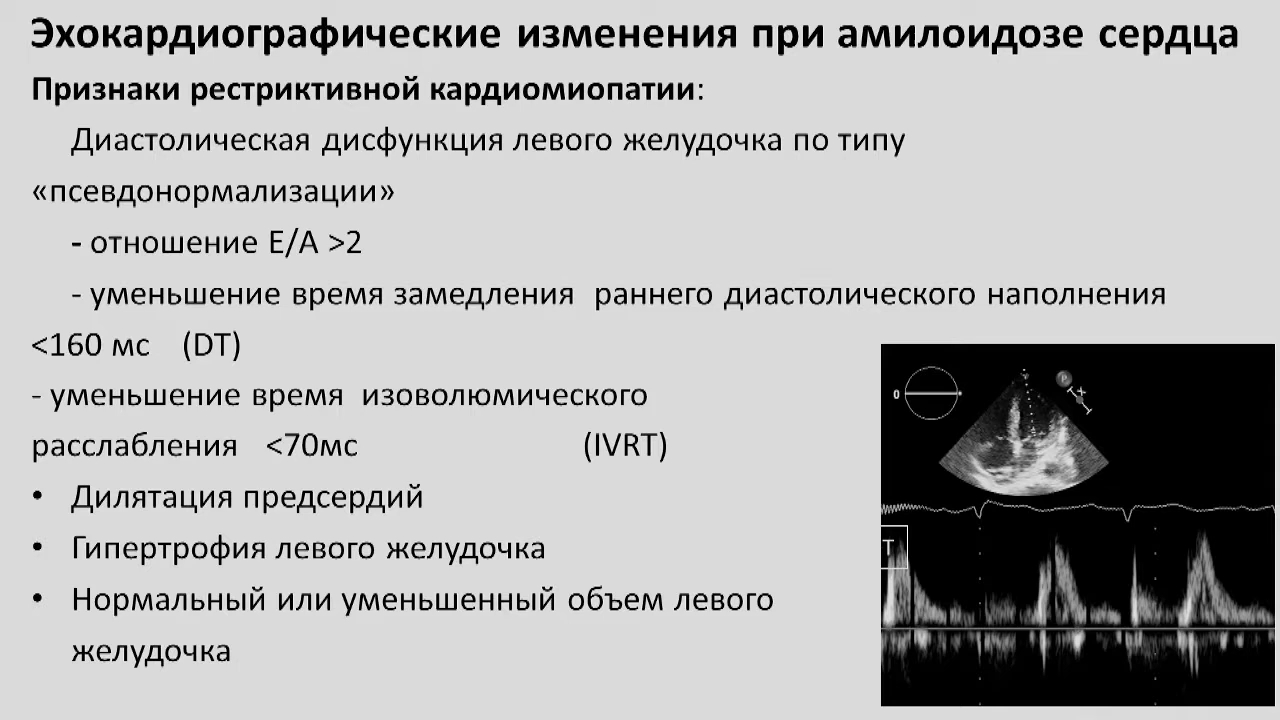 Эхокардиографические изменения при амилоидозе сердца
Признаки рестриктивной кардиомиопатии:
Диастолическая дисфункция левого желудочка по типу
«псевдонормализации»
- отношение Е/А >2
- уменьшение время замедления раннего диастолического наполнения
<160 мс (DT)
- уменьшение время изоволюмического
расслабления <70мс (IVRT)
• Дилятация предсердий
• Гипертрофия левого желудочка
• Нормальный или уменьшенный объем левого
желудочка
0
P
T